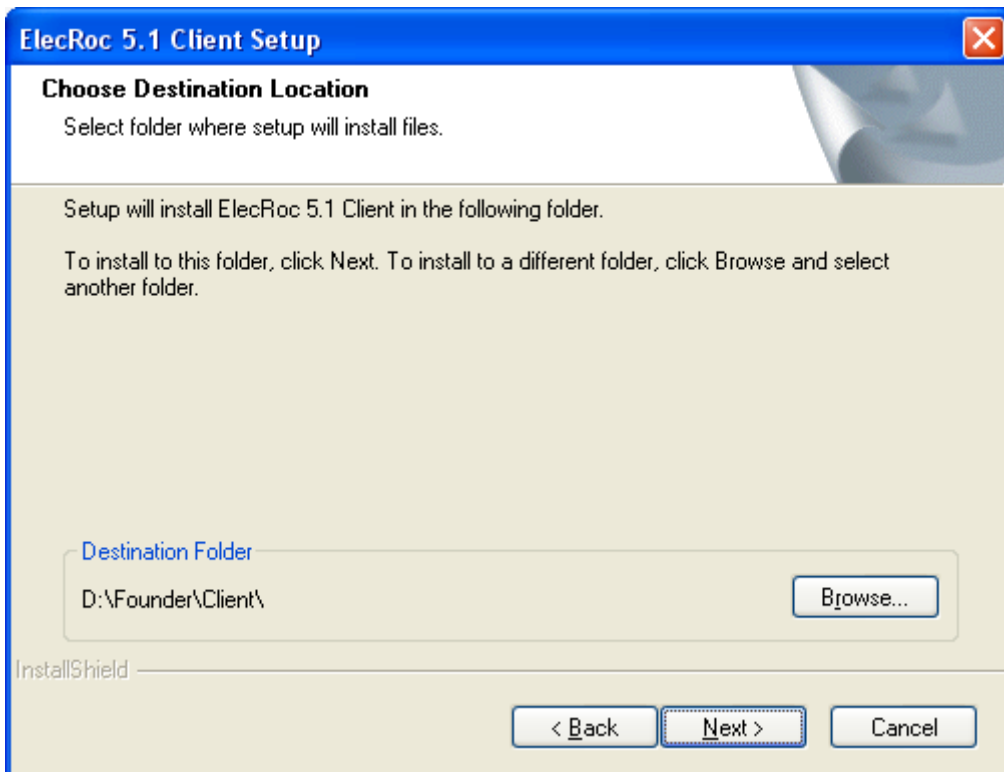 ElecRoc 5.1 Client Setup
Choose Destination Location
Select folder where setup will install files.
Setup will install ElecRoc 5.1 Client in the following folder.
To install to this folder, click Next. To install to a different folder, click Browse and select
another folder.
Destination Folder
D:\Founder\Client\
Browse...
InstallShield
< Back
Next >
Cancel